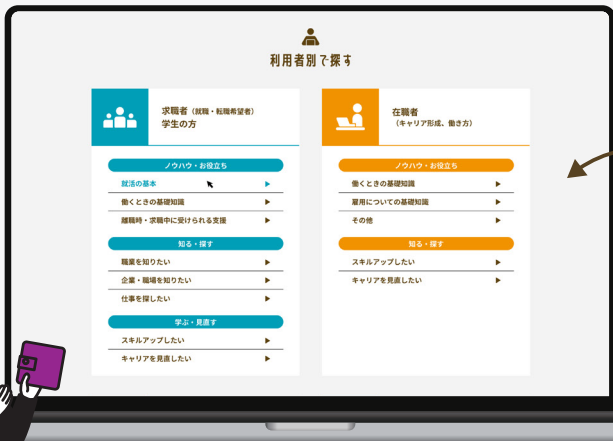 利用者別で探す
求職者（就職・転職希望者）
学生の方
ノウハウ・お役立ち
就活の基本
働くときの基礎知識
離職時・求職中に受けられる支援
知る・探す
職業を知りたい
企業・職場を知りたい
仕事を探したい
学ぶ・見直す
スキルアップしたい
キャリアを見直したい
在職者
（キャリア形成、働き方）
ノウハウ・お役立ち
働くときの基礎知識
雇用についての基礎知識
その他
知る・探す
スキルアップしたい
キャリアを見直したい